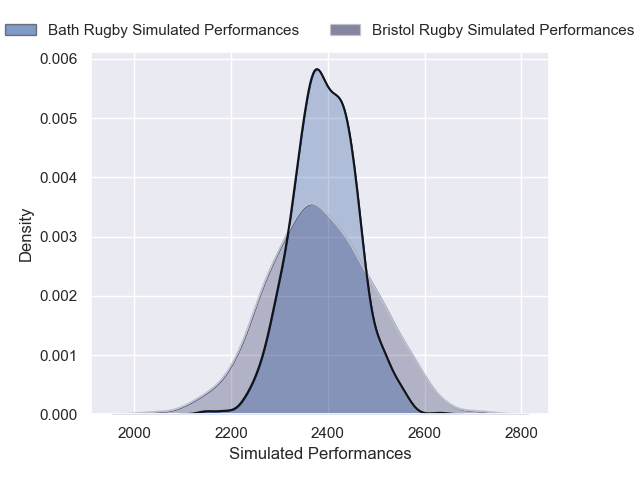 Bath Rugby Simulated Performances
Bristol Rugby Simulated Performances
0.006
0.005
0.004
0.003
0.002
0.001
0.000
Density
2000 2200 2400 2600 2800
Simulated Performances